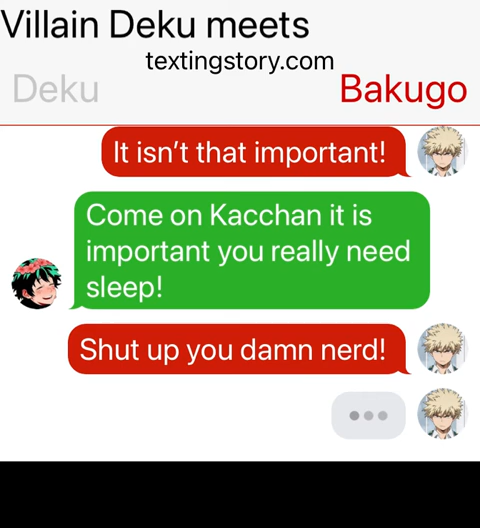 Villain Deku meets
textingstory.com
Deku Bakugo
It isn’t that important!
Come on Kacchan it is
important you really need
sleep!
Shut up you damn nerd!